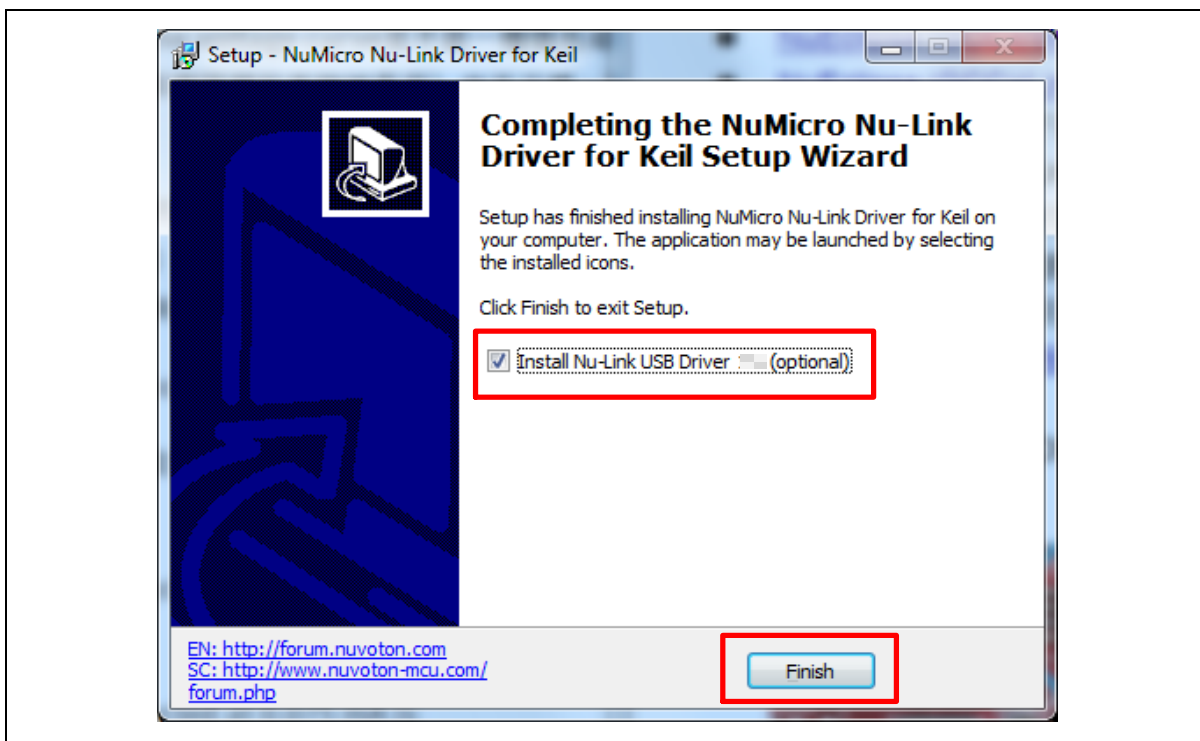 Setup - NuMicro Nu-Link Driver for Keil
Completing the NuMicro Nu-Link
Driver for Keil Setup Wizard
Setup has finished installing NuMicro Nu-Link Driver for Keil on
your computer. The application may be launched by selecting
the installed icons.
Click Finish to exit Setup.
Install Nu-Link USB Driver (optional)
EN: http://forum.nuvoton.com
SC: http://www.nuvoton-mcu.com/
forum.php
Finish